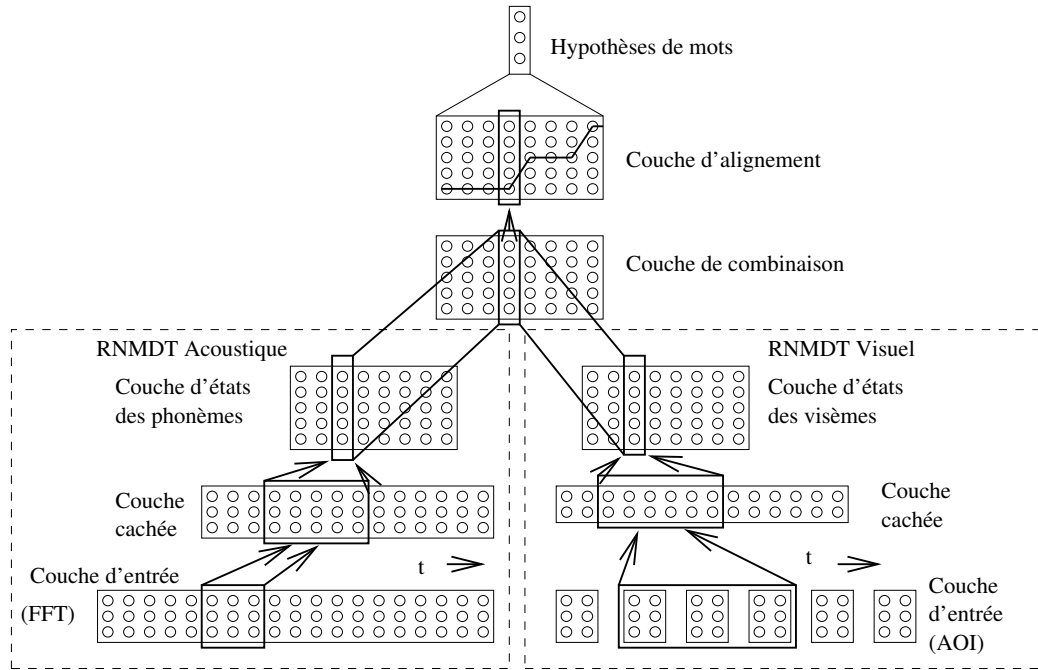 Hypothèses de mots
Couche d'alignement
Couche de combinaison
RNMDT Acoustique
Couche d'états
des phonèmes
Couche
cachée
t
Couche d'entrée
(FFT)
RNMDT Visuel
Couche d'états
des visèmes
Couche
cachée
t
Couche
d'entrée
(AOI)